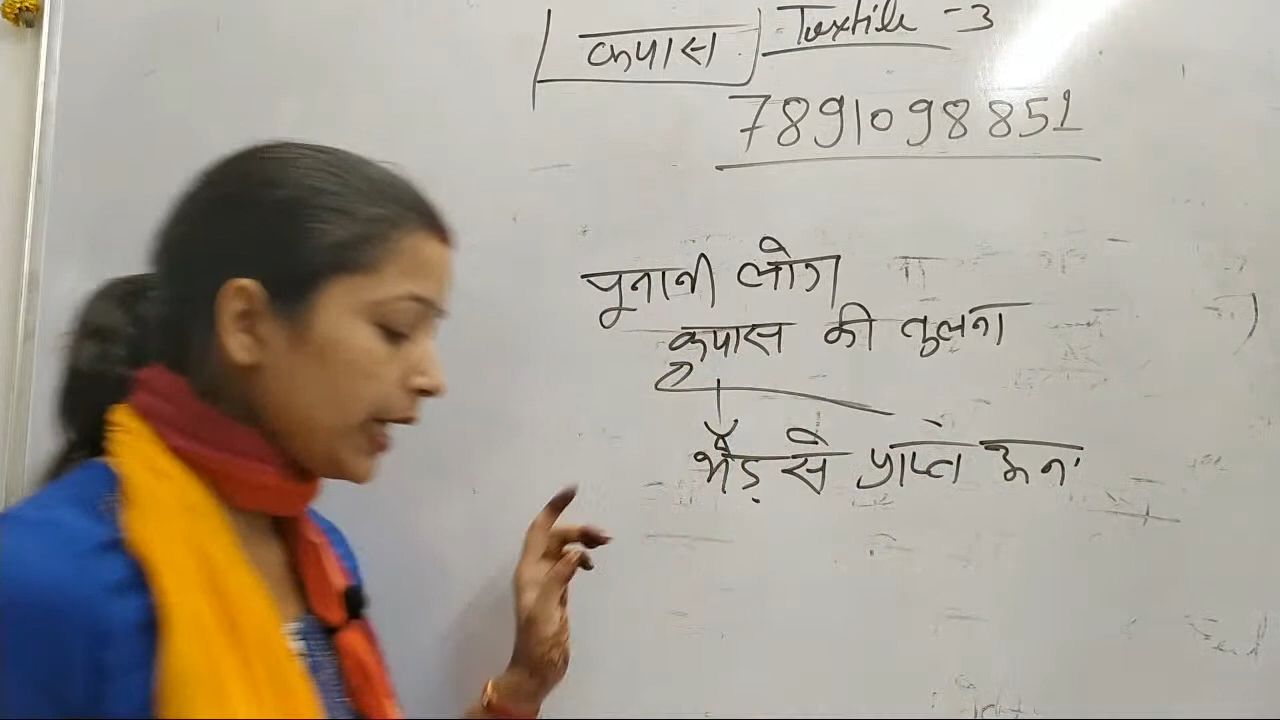 कपास Textile -3
7891098851
यूनानी लोग
कपास की तुलना
भेड़ से प्राप्त ऊन